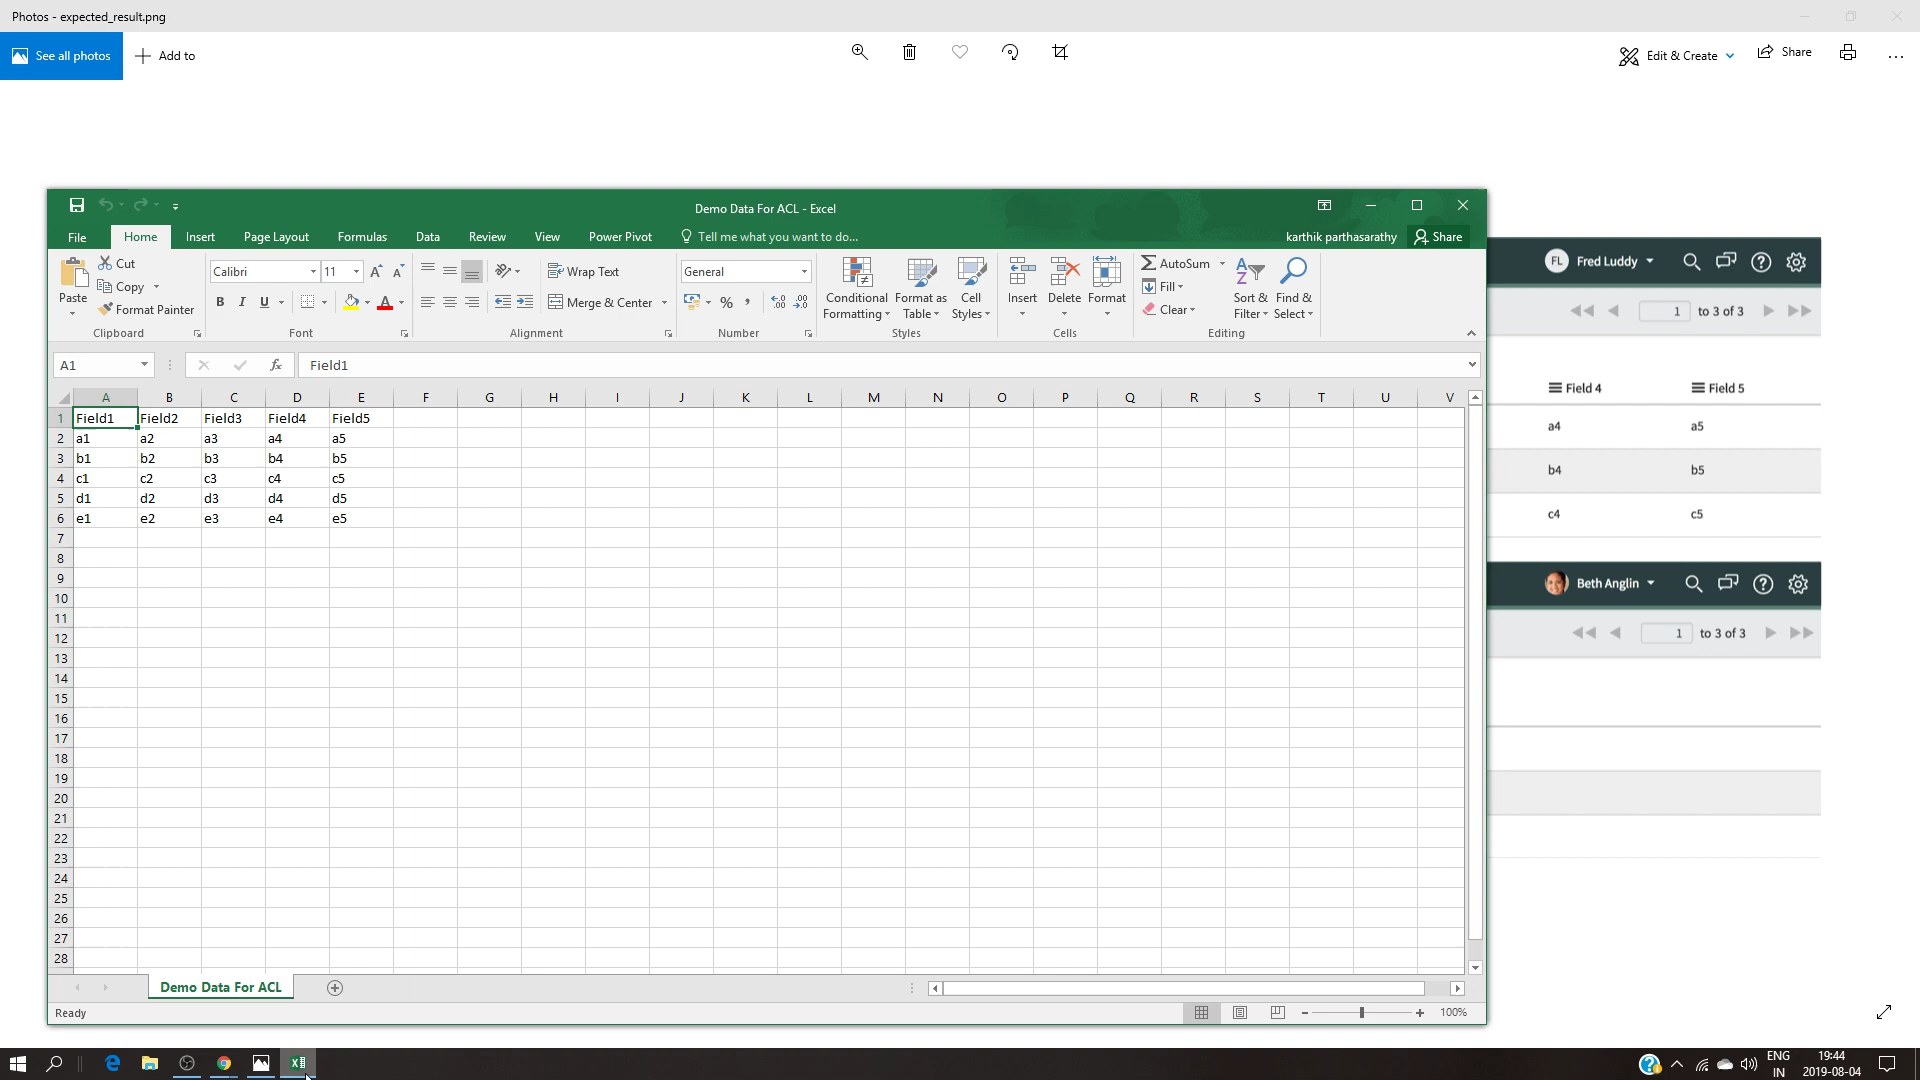 Photos - expected_result.png
See all photos
Add to
Edit & Create
Share
Demo Data For ACL - Excel
File Home Insert Page Layout Formulas Data Review View Power Pivot Tell me what you want to do...
karthik parthasarathy Share
Paste
Cut
Copy
Format Painter
Clipboard
Calibri 11
B I U
Font
Wrap Text
Merge & Center
Alignment
General
Number
Conditional Formatting
Format as Table
Cell Styles
Styles
Insert
Delete
Format
Cells
AutoSum
Fill
Clear
Sort & Filter
Find & Select
Editing
A1 fx Field1
A B C D E F G H I J K L M N O P Q R S T U V
1 Field1 Field2 Field3 Field4 Field5
2 a1 a2 a3 a4 a5
3 b1 b2 b3 b4 b5
4 c1 c2 c3 c4 c5
5 d1 d2 d3 d4 d5
6 e1 e2 e3 e4 e5
7
8
9
10
11
12
13
14
15
16
17
18
19
20
21
22
23
24
25
26
27
28
Demo Data For ACL
Ready
100%
FL Fred Luddy
1 to 3 of 3
Field 4 Field 5
a4 a5
b4 b5
c4 c5
Beth Anglin
1 to 3 of 3
ENG
IN
19:44
2019-08-04